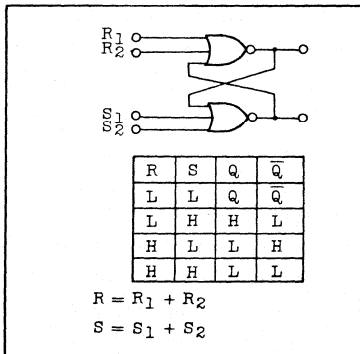 R1
R2
S1
S2
R S Q Q̅
L L Q Q̅
L H H L
H L L H
H H L L
R = R1 + R2
S = S1 + S2